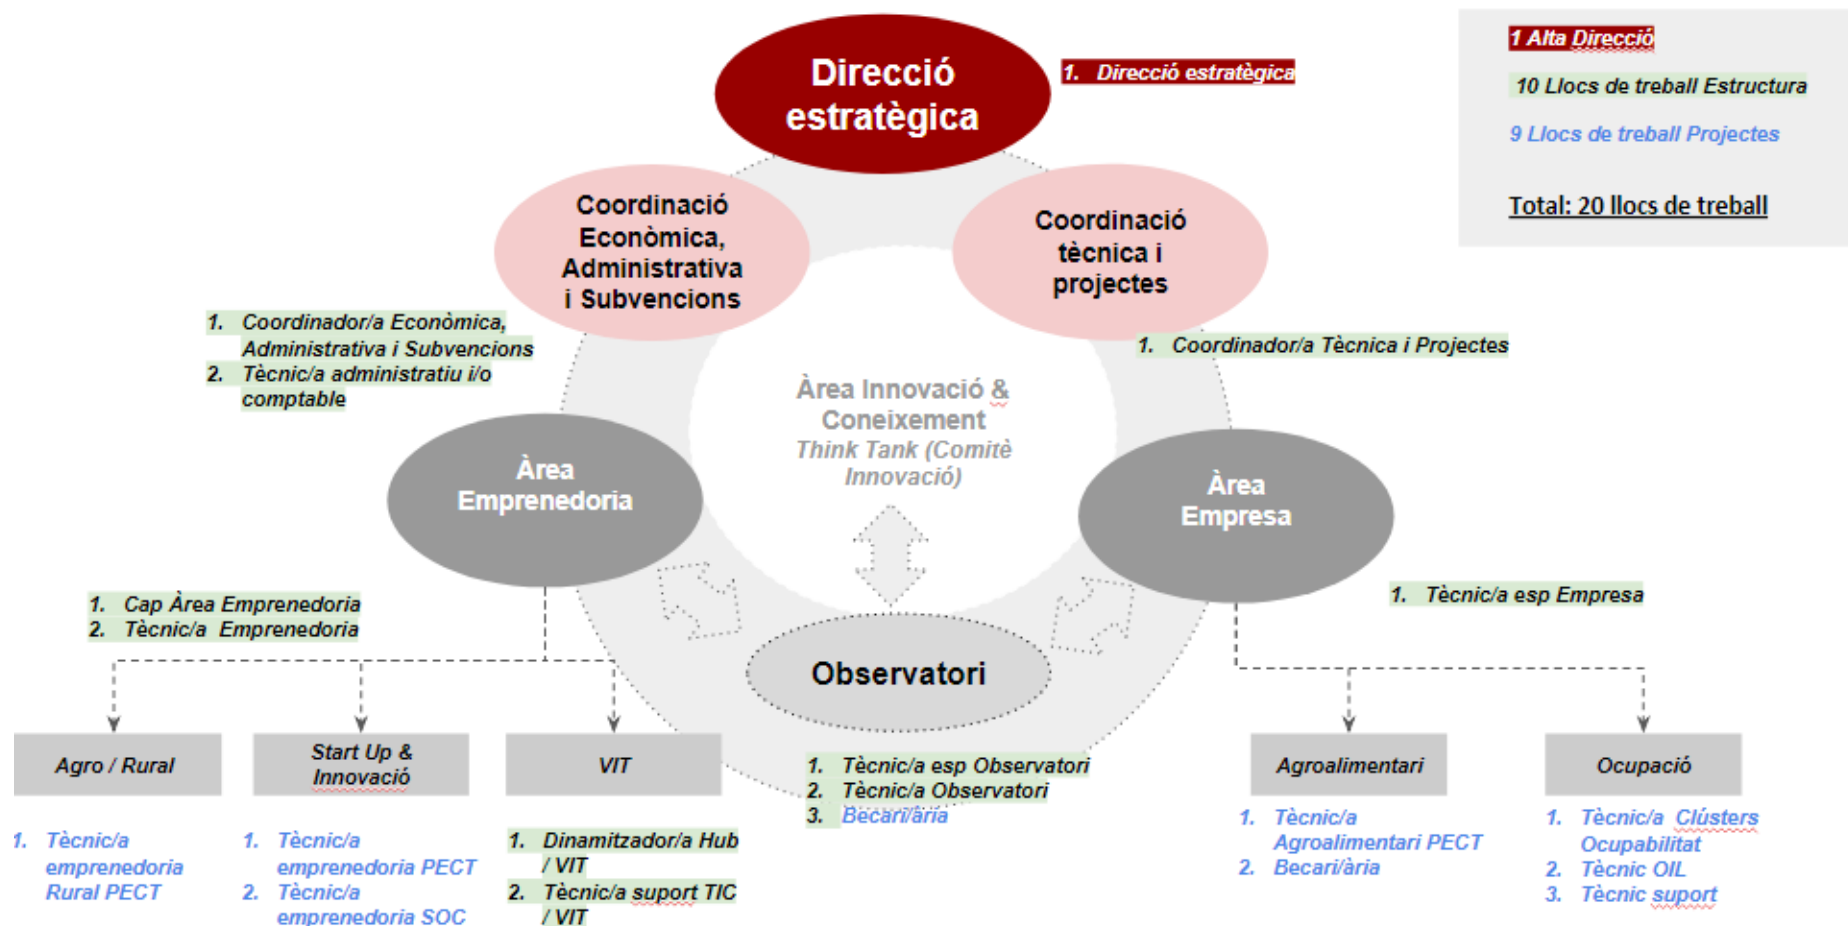 Direcció
estratègica
1. Direcció estratègica
1 Alta Direcció
10 Llocs de treball Estructura
9 Llocs de treball Projectes
Total: 20 llocs de treball
Coordinació
Econòmica,
Administrativa
i Subvencions
Coordinació
tècnica i
projectes
1. Coordinador/a Econòmica,
Administrativa i Subvencions
2. Tècnic/a administratiu i/o
comptable
1. Coordinador/a Tècnica i Projectes
Àrea Innovació &
Coneixement
Think Tank (Comitè
Innovació)
Àrea
Emprenedoria
Àrea
Empresa
1. Cap Àrea Emprenedoria
2. Tècnic/a Emprenedoria
1. Tècnic/a esp Empresa
Observatori
1. Tècnic/a esp Observatori
2. Tècnic/a Observatori
3. Becari/ària
Agro / Rural
1. Tècnic/a
emprenedoria
Rural PECT
Start Up &
Innovació
1. Tècnic/a
emprenedoria PECT
2. Tècnic/a
emprenedoria SOC
VIT
1. Dinamitzador/a Hub
/ VIT
2. Tècnic/a suport TIC
/ VIT
Agroalimentari
1. Tècnic/a
Agroalimentari PECT
2. Becari/ària
Ocupació
1. Tècnic/a Clústers
Ocupabilitat
2. Tècnic OIL
3. Tècnic suport